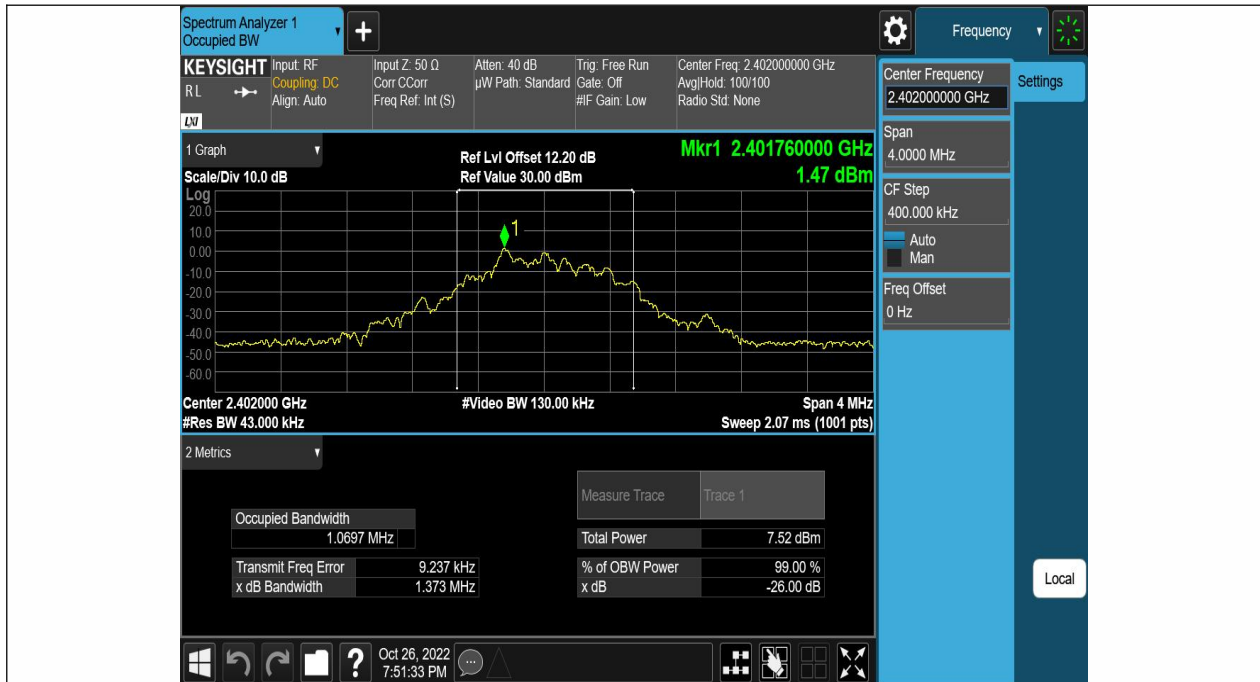 Spectrum Analyzer 1
Occupied BW
+
Frequency
KEYSIGHT
RL
LXI
Input: RF
Coupling: DC
Align: Auto
Input Z: 50 Ω
Corr CCorr
Freq Ref: Int (S)
Atten: 40 dB
µW Path: Standard
Trig: Free Run
Gate: Off
#IF Gain: Low
Center Freq: 2.402000000 GHz
Avg|Hold: 100/100
Radio Std: None
Center Frequency
2.402000000 GHz
Settings
Span
4.0000 MHz
CF Step
400.000 kHz
Auto
Man
Freq Offset
0 Hz
Local
1 Graph
Scale/Div 10.0 dB
Ref Lvl Offset 12.20 dB
Ref Value 30.00 dBm
Mkr1 2.401760000 GHz
1.47 dBm
Log
20.0
10.0
0.00
-10.0
-20.0
-30.0
-40.0
-50.0
-60.0
1
Center 2.402000 GHz
#Video BW 130.00 kHz
Span 4 MHz
#Res BW 43.000 kHz
Sweep 2.07 ms (1001 pts)
2 Metrics
Measure Trace Trace 1
Occupied Bandwidth
1.0697 MHz
Total Power 7.52 dBm
Transmit Freq Error 9.237 kHz
% of OBW Power 99.00 %
x dB Bandwidth 1.373 MHz
x dB -26.00 dB
?
Oct 26, 2022
7:51:33 PM
...